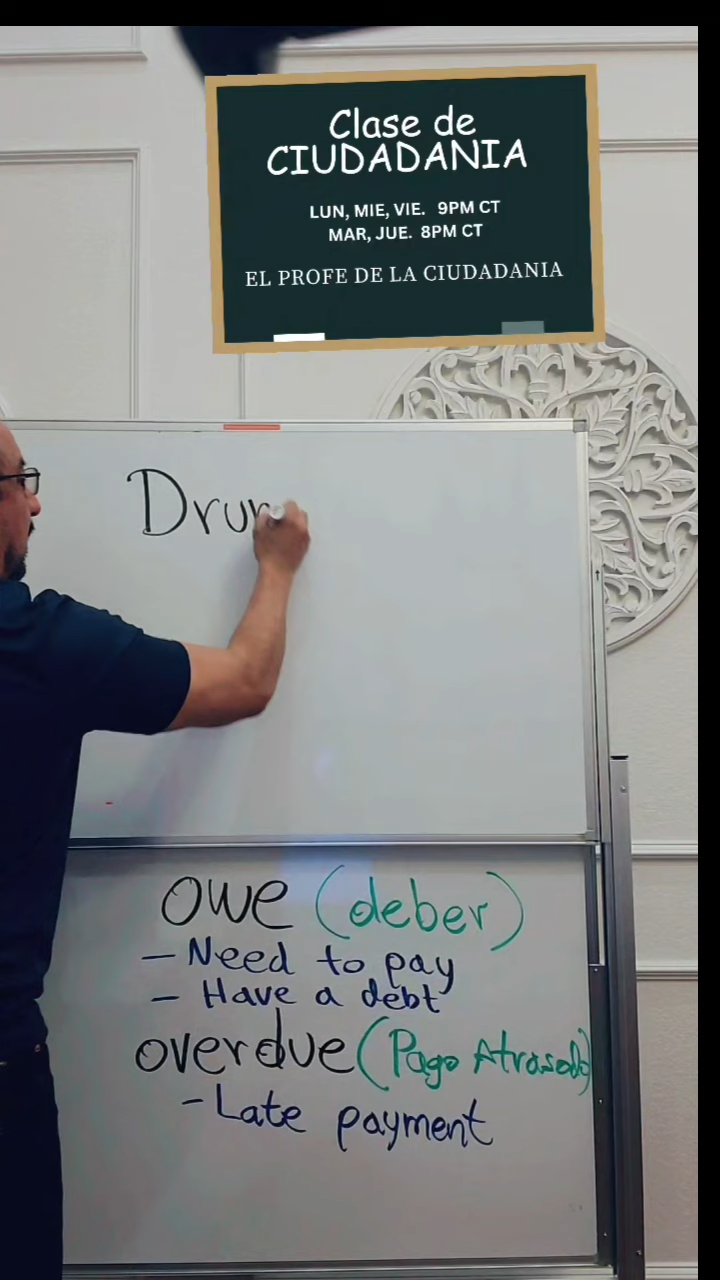 Clase de
CIUDADANIA
LUN, MIE, VIE. 9PM CT
MAR, JUE. 8PM CT
EL PROFE DE LA CIUDADANIA
Drun
owe (deber)
- Need to pay
- Have a debt
overdue (Pago Atrasado)
- Late payment